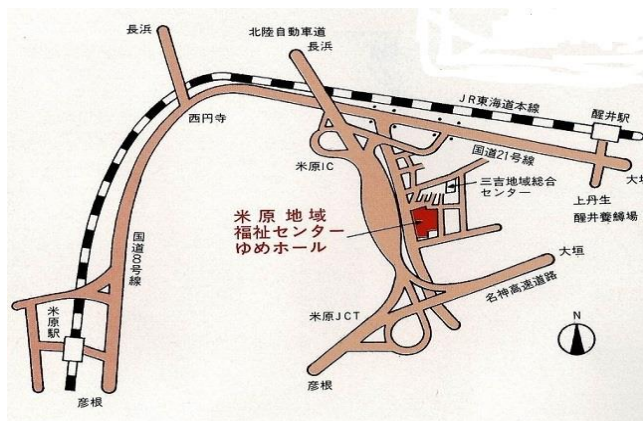 長浜
北陸自動車道
長浜
JR東海道本線
醒井駅
西円寺
国道21号線
大垣
米原IC
三吉地域総合
センター
上丹生
醒井養鱒場
米原地域
福祉センター
ゆめホール
国道8号線
大垣
名神高速道路
米原駅
米原JCT
N
彦根
彦根